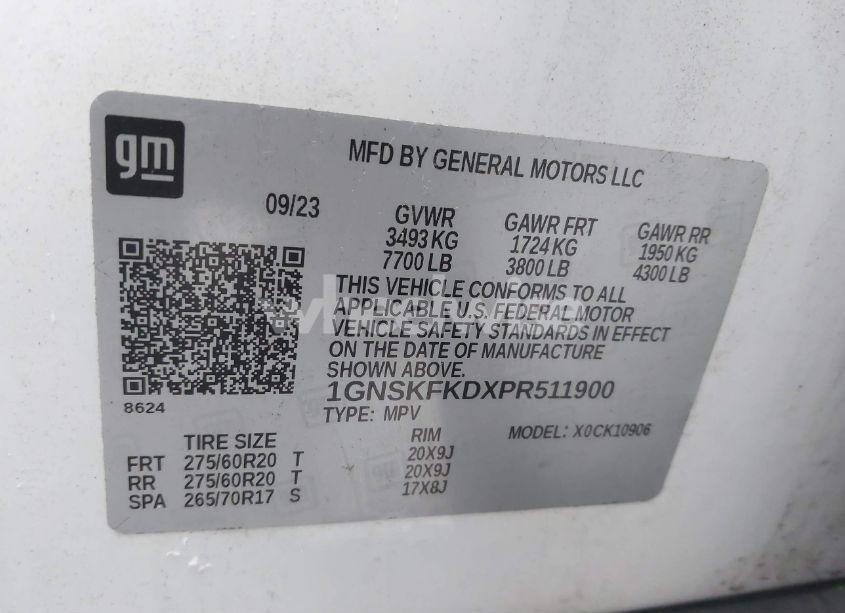 gm
MFD BY GENERAL MOTORS LLC
09/23
GVWR GAWR FRT GAWR RR
3493 KG 1724 KG 1950 KG
7700 LB 3800 LB 4300 LB
THIS VEHICLE CONFORMS TO ALL
APPLICABLE U.S. FEDERAL MOTOR
VEHICLE SAFETY STANDARDS IN EFFECT
ON THE DATE OF MANUFACTURE
SHOWN ABOVE.
1GNSKFKDXPR511900
8624
TYPE: MPV MODEL: X0CK10906
TIRE SIZE RIM
FRT 275/60R20 T 20X9J
RR 275/60R20 T 20X9J
SPA 265/70R17 S 17X8J